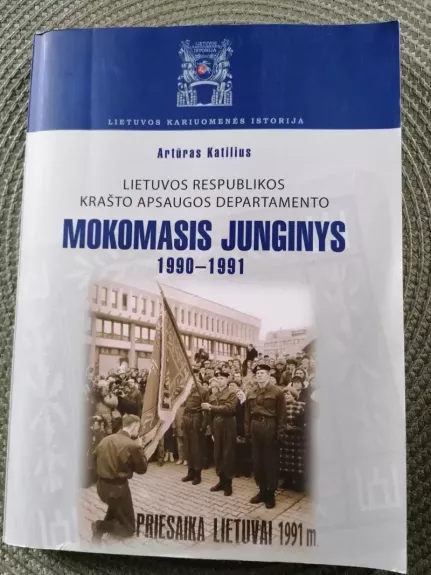 LIETUVOS KARIUOMENĖS ISTORIJA
Artūras Katilius
LIETUVOS RESPUBLIKOS
KRAŠTO APSAUGOS DEPARTAMENTO
MOKOMASIS JUNGINYS
1990–1991
PRIESAIKA LIETUVAI 1991 m.